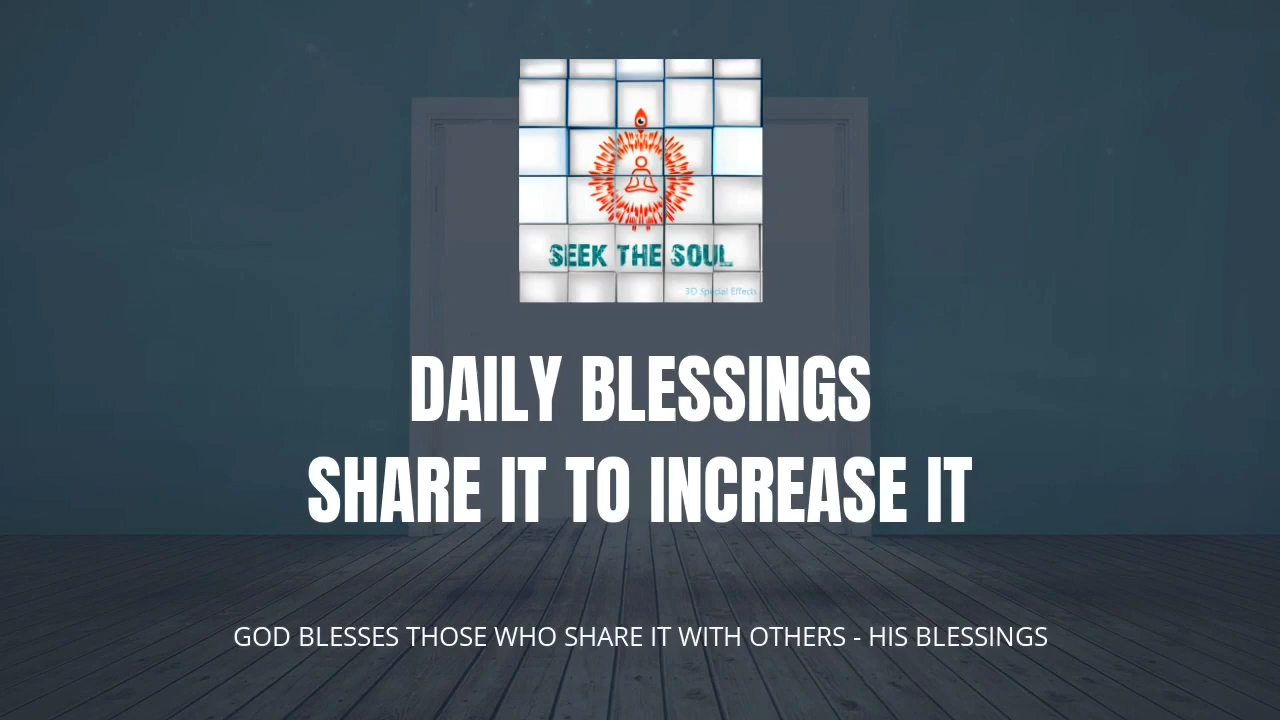 SEEK THE SOUL
3D Special Effects
DAILY BLESSINGS
SHARE IT TO INCREASE IT
GOD BLESSES THOSE WHO SHARE IT WITH OTHERS - HIS BLESSINGS